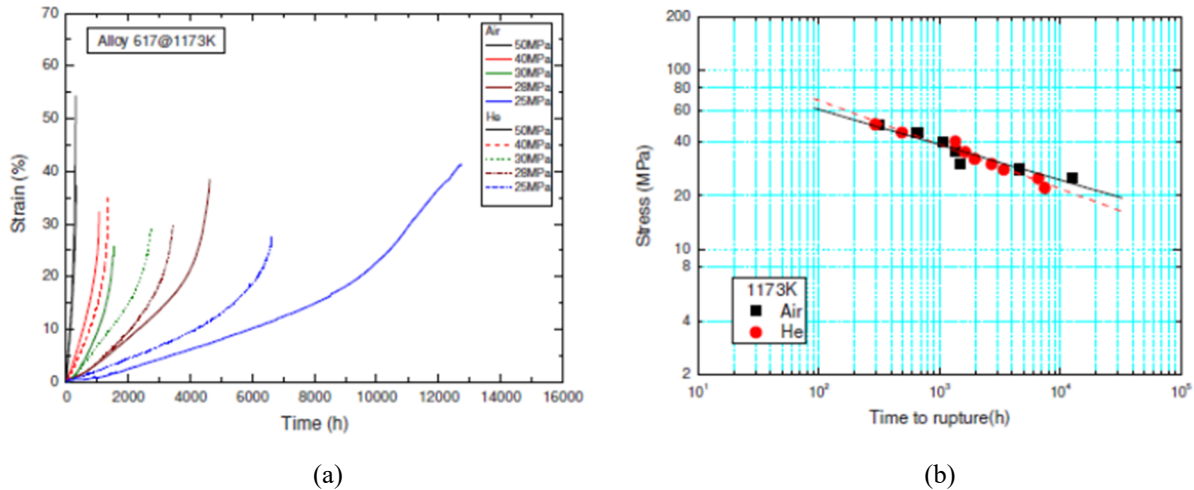 Alloy 617@1173K
Air
50MPa
40MPa
30MPa
28MPa
25MPa
He
50MPa
40MPa
30MPa
28MPa
25MPa
70
60
50
40
30
20
10
0
Strain (%)
0 2000 4000 6000 8000 10000 12000 14000 16000
Time (h)
(a)
200
100
80
60
40
20
10
8
6
4
2
Stress (MPa)
1173K
Air
He
10¹ 10² 10³ 10⁴ 10⁵
Time to rupture(h)
(b)